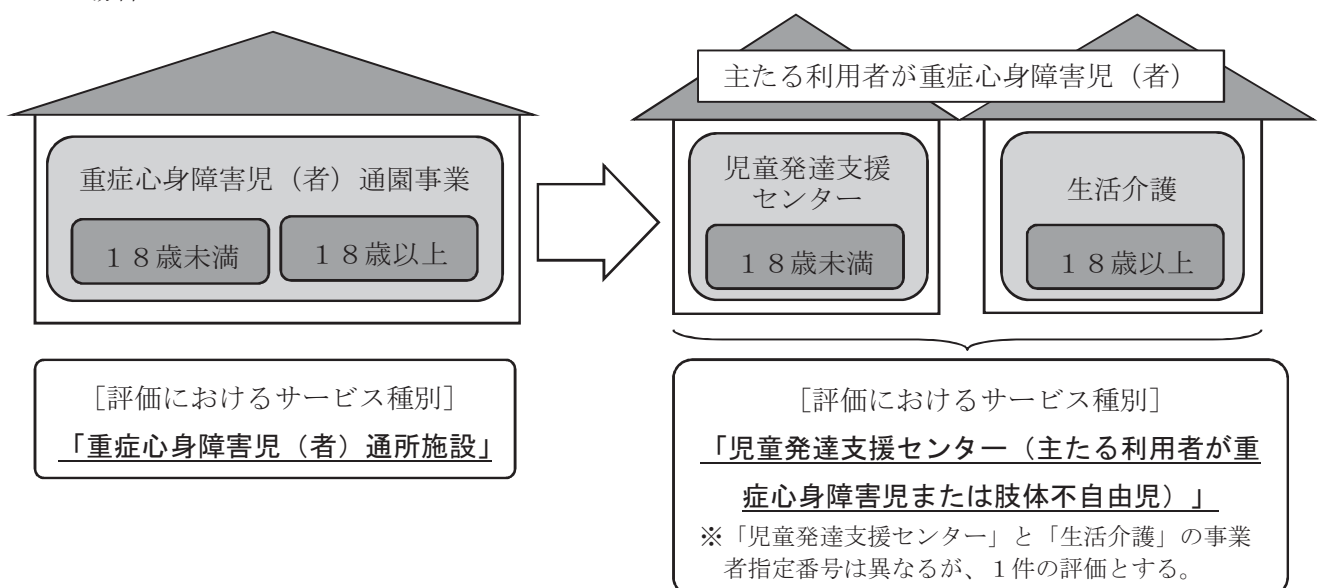 重症心身障害児（者）通園事業
１８歳未満
１８歳以上
主たる利用者が重症心身障害児（者）
児童発達支援
センター
１８歳未満
生活介護
１８歳以上
［評価におけるサービス種別］
「重症心身障害児（者）通所施設」
［評価におけるサービス種別］
「児童発達支援センター（主たる利用者が重
症心身障害児または肢体不自由児）」
※「児童発達支援センター」と「生活介護」の事業
者指定番号は異なるが、１件の評価とする。